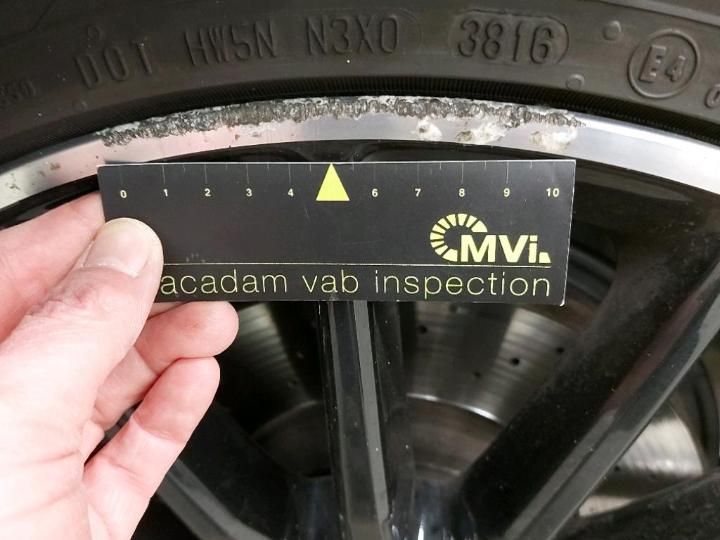 DOT HW5N N3X0 3816 E4
0 1 2 3 4 6 7 8 9 10
MVi.
acadam vab inspection